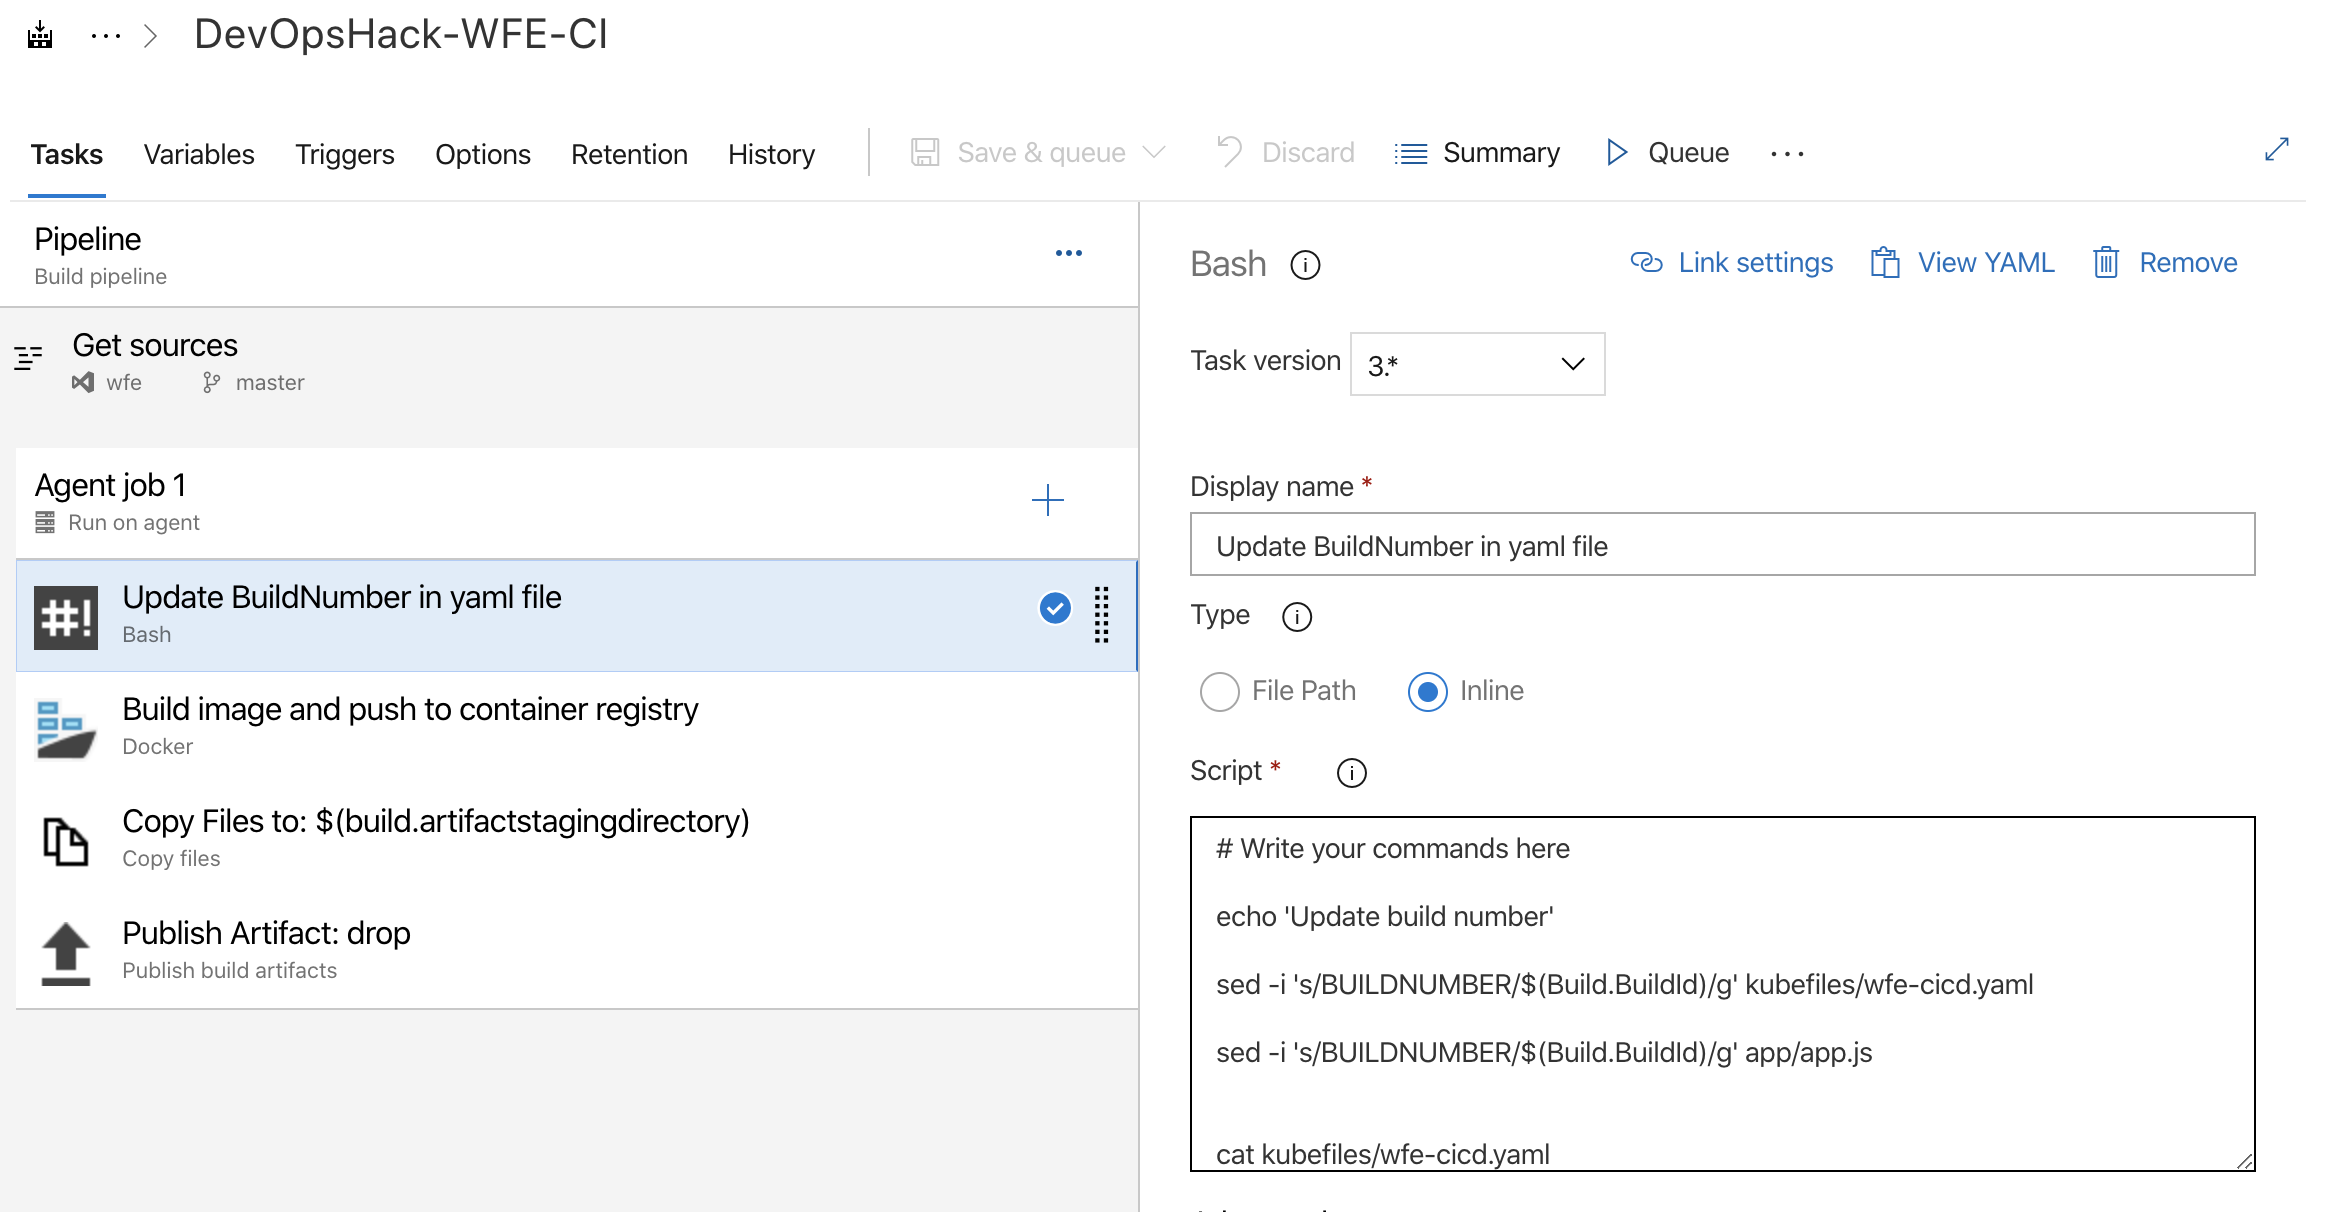 ··· > DevOpsHack-WFE-CI
Tasks Variables Triggers Options Retention History Save & queue Discard Summary Queue ···
Pipeline
Build pipeline
Get sources
wfe master
Agent job 1
Run on agent
#! Update BuildNumber in yaml file
Bash
Build image and push to container registry
Docker
Copy Files to: $(build.artifactstagingdirectory)
Copy files
Publish Artifact: drop
Publish build artifacts
Bash Link settings View YAML Remove
Task version 3.*
Display name *
Update BuildNumber in yaml file
Type
File Path Inline
Script *
# Write your commands here
echo 'Update build number'
sed -i 's/BUILDNUMBER/$(Build.BuildId)/g' kubefiles/wfe-cicd.yaml
sed -i 's/BUILDNUMBER/$(Build.BuildId)/g' app/app.js
cat kubefiles/wfe-cicd.yaml